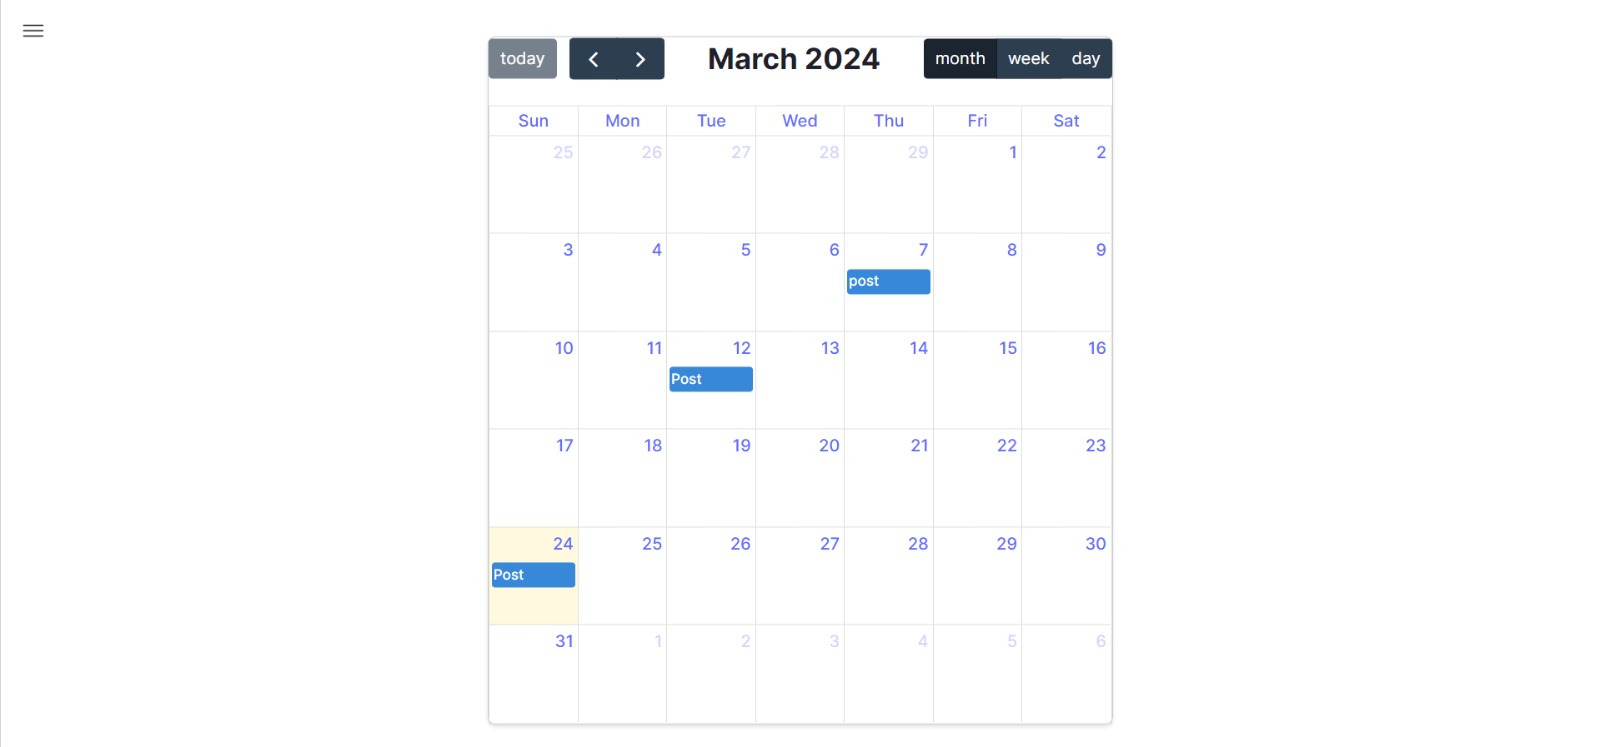 today March 2024 month week day
Sun Mon Tue Wed Thu Fri Sat
25 26 27 28 29 1 2
3 4 5 6 7 8 9
post
10 11 12 13 14 15 16
Post
17 18 19 20 21 22 23
24 25 26 27 28 29 30
Post
31 1 2 3 4 5 6